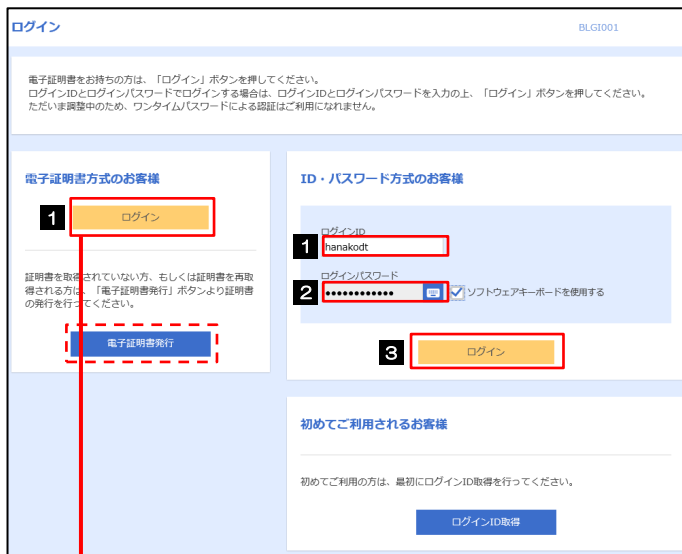 ログイン
BLGI001
電子証明書をお持ちの方は、「ログイン」ボタンを押してください。
ログインIDとログインパスワードでログインする場合は、ログインIDとログインパスワードを入力の上、「ログイン」ボタンを押してください。
ただいま調整中のため、ワンタイムパスワードによる認証はご利用になれません。
電子証明書方式のお客様
1 ログイン
証明書を取得されていない方、もしくは証明書を再取
得される方は、「電子証明書発行」ボタンより証明書
の発行を行ってください。
電子証明書発行
ID・パスワード方式のお客様
ログインID
1 hanakodt
ログインパスワード
2 ●●●●●●●●●●●● ソフトウェアキーボードを使用する
3 ログイン
初めてご利用されるお客様
初めてご利用の方は、最初にログインID取得を行ってください。
ログインID取得